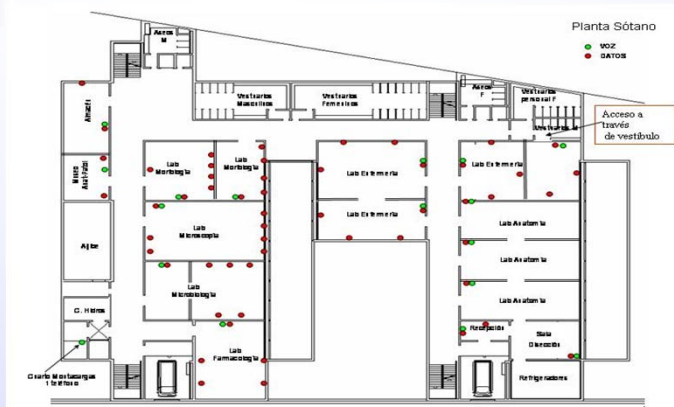 Planta Sótano
VOZ
DATOS
Aseos
M
Vestuarios
Masculinos
Vestuarios
Femeninos
Aseos
F
Vestuarios
personal F
Vestuarios M
Acceso a
través
de vestíbulo
Lab
Morfología
Lab
Morfología
Lab Enfermería
Lab Enfermería
Lab Enfermería
Lab
Microscopía
Lab Anatomía
Aljibe
Lab Anatomía
Lab
Microbiología
Lab Anatomía
G. Hidros
Recepción
Sala
Disección
Lab
Farmacología
Cuarto Montacargas
1 teléfono
Refrigeradores